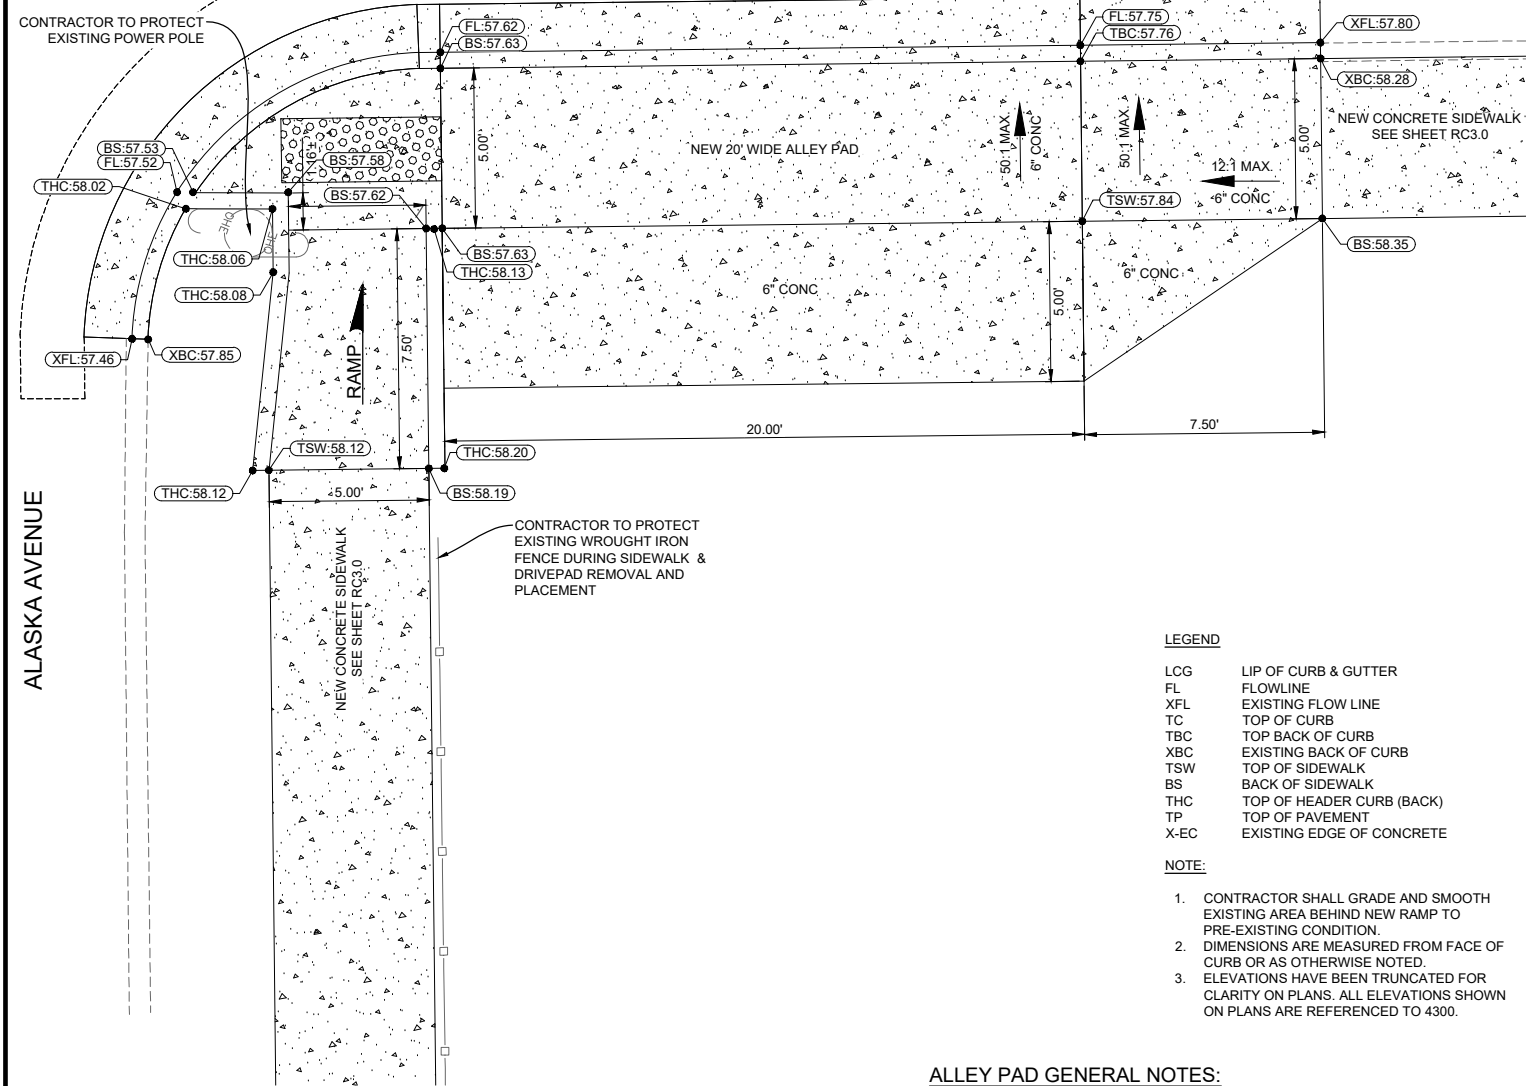 CONTRACTOR TO PROTECT
EXISTING POWER POLE
FL:57.62
BS:57.63
FL:57.75
TBC:57.76
XFL:57.80
XBC:58.28
NEW CONCRETE SIDEWALK
SEE SHEET RC3.0
BS:57.53
FL:57.52
THC:58.02
1.16'±
BS:57.58
BS:57.62
5.00'
NEW 20' WIDE ALLEY PAD
50:1 MAX.
6" CONC
50:1 MAX.
12:1 MAX.
6" CONC
5.00'
TSW:57.84
BS:58.35
OHE
OHE
THC:58.06
THC:58.08
BS:57.63
THC:58.13
6" CONC
6" CONC
5.00'
XFL:57.46
XBC:57.85
RAMP
7.50'
20.00'
7.50'
TSW:58.12
THC:58.20
THC:58.12
5.00'
BS:58.19
ALASKA AVENUE
NEW CONCRETE SIDEWALK
SEE SHEET RC3.0
CONTRACTOR TO PROTECT
EXISTING WROUGHT IRON
FENCE DURING SIDEWALK &
DRIVEPAD REMOVAL AND
PLACEMENT
LEGEND
LCG LIP OF CURB & GUTTER
FL FLOWLINE
XFL EXISTING FLOW LINE
TC TOP OF CURB
TBC TOP BACK OF CURB
XBC EXISTING BACK OF CURB
TSW TOP OF SIDEWALK
BS BACK OF SIDEWALK
THC TOP OF HEADER CURB (BACK)
TP TOP OF PAVEMENT
X-EC EXISTING EDGE OF CONCRETE
NOTE:
1. CONTRACTOR SHALL GRADE AND SMOOTH
EXISTING AREA BEHIND NEW RAMP TO
PRE-EXISTING CONDITION.
2. DIMENSIONS ARE MEASURED FROM FACE OF
CURB OR AS OTHERWISE NOTED.
3. ELEVATIONS HAVE BEEN TRUNCATED FOR
CLARITY ON PLANS. ALL ELEVATIONS SHOWN
ON PLANS ARE REFERENCED TO 4300.
ALLEY PAD GENERAL NOTES: